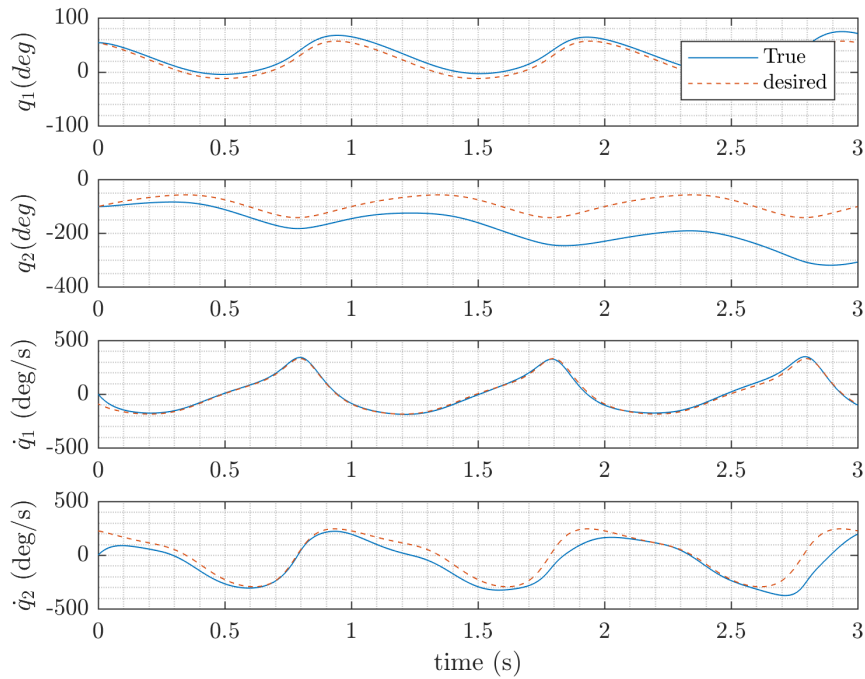 100
0
-100
q₁(deg)
0 0.5 1 1.5 2 2.5 3
True
desired
0
-200
-400
q₂(deg)
0 0.5 1 1.5 2 2.5 3
500
0
-500
q̇₁ (deg/s)
0 0.5 1 1.5 2 2.5 3
500
0
-500
q̇₂ (deg/s)
0 0.5 1 1.5 2 2.5 3
time (s)